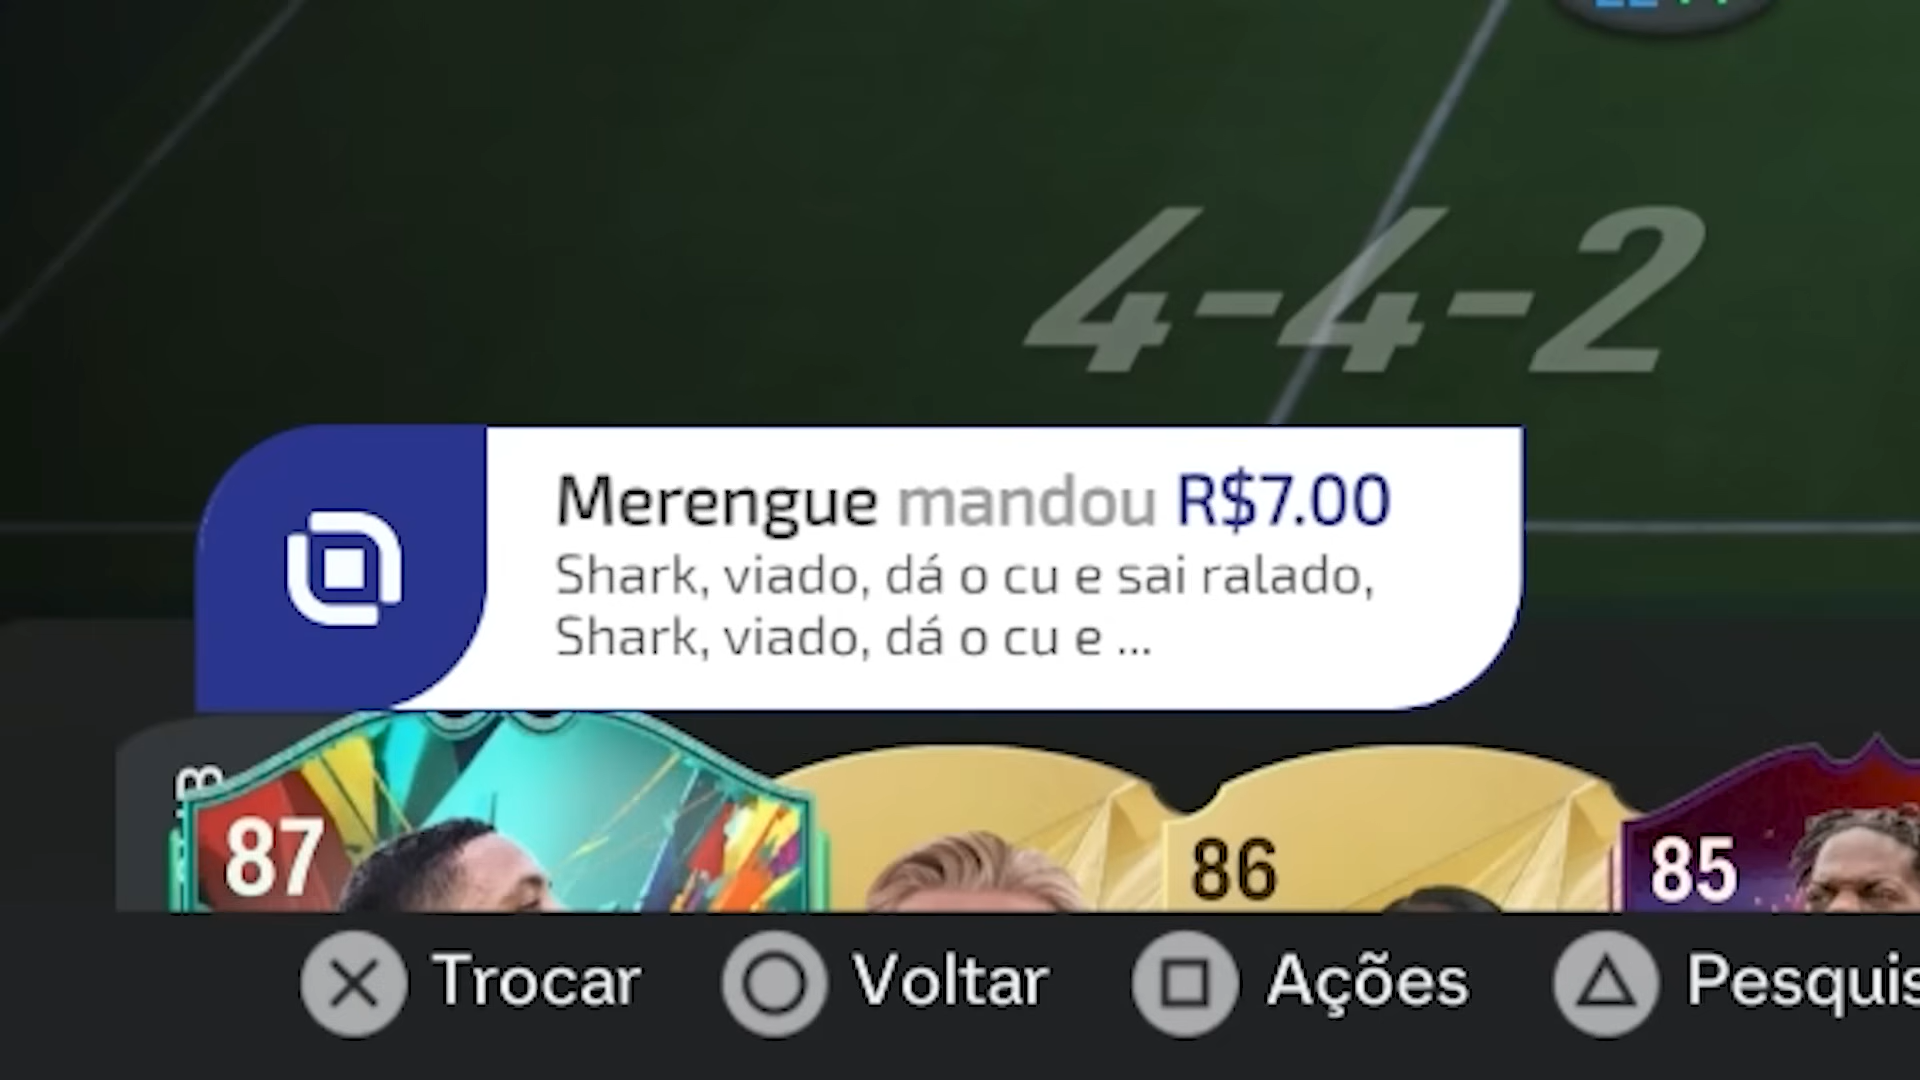 4-4-2
Merengue mandou R$7.00
Shark, viado, dá o cu e sai ralado,
Shark, viado, dá o cu e ...
87
86
85
Trocar
Voltar
Ações
Pesquis